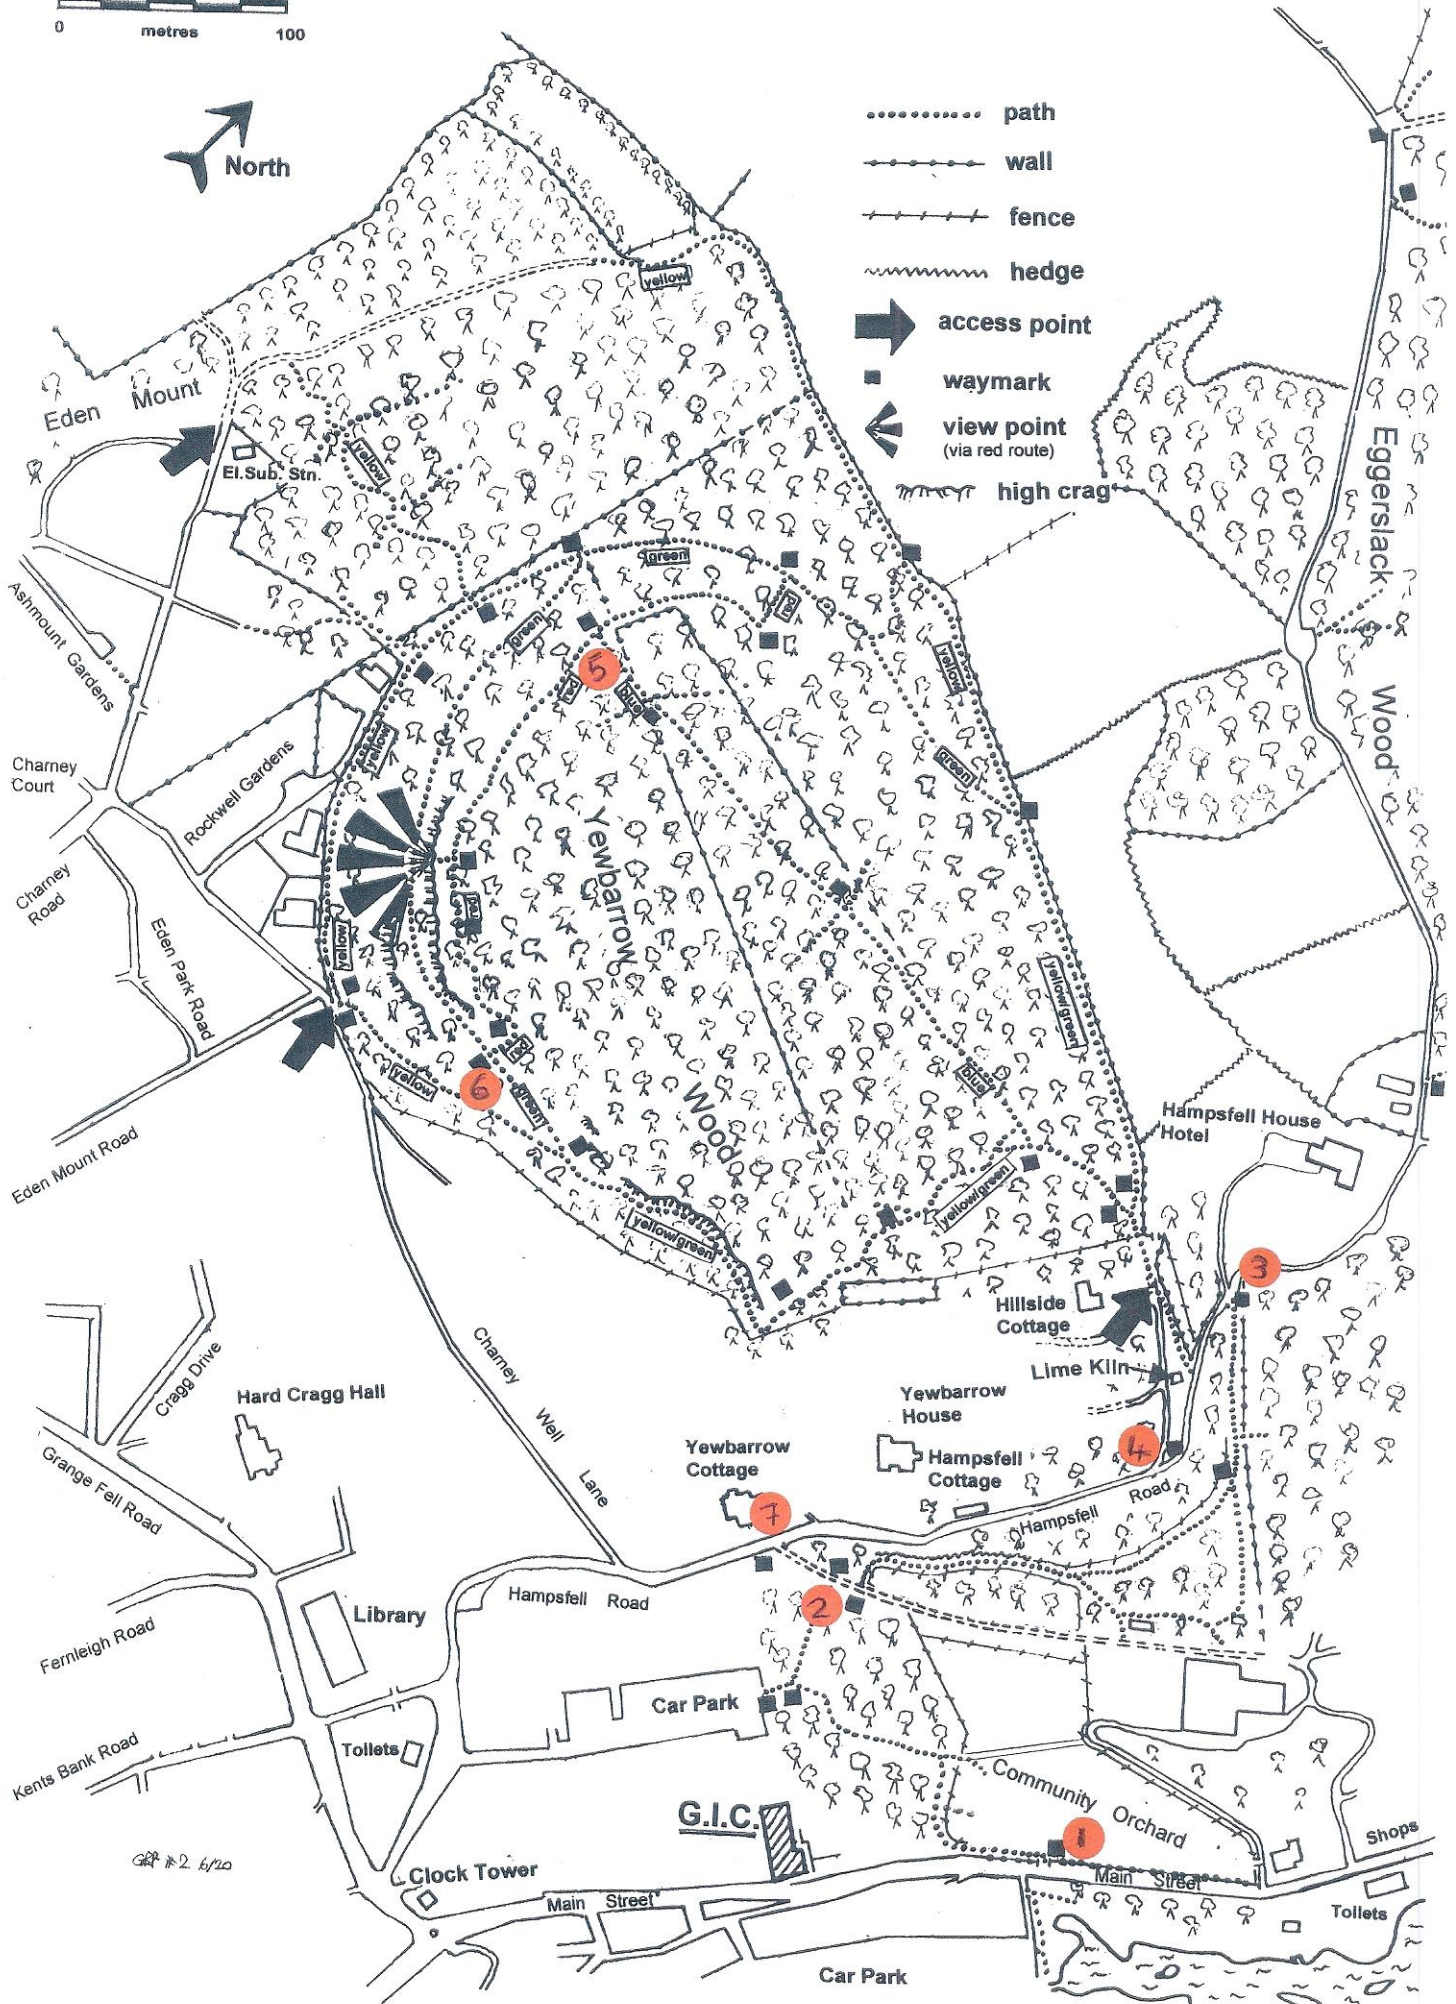 0 metres 100
North
path
wall
fence
hedge
access point
waymark
view point
(via red route)
high crag
yellow
Eden Mount
El.Sub. Stn.
yellow
green
red
green
yellow
5
red
blue
green
Ashmount Gardens
Charney
Court
Rockwell Gardens
yellow
Charney
Road
Eden Park Road
yellow
red
Yewbarrow
Wood
yellow/green
Eggerslack
Wood
Eden Mount Road
yellow
6
red
green
blue
yellow/green
yellow/green
Hampsfell House
Hotel
3
Hillside
Cottage
Lime Kiln
Cragg Drive
Hard Cragg Hall
Grange Fell Road
Charney
Well
Lane
Yewbarrow
Cottage
Yewbarrow
House
Hampsfell
Cottage
4
7
Hampsfell Road
Hampsfell Road
2
Library
Fernleigh Road
Kents Bank Road
Car Park
Toilets
Community Orchard
G.I.C.
1
Shops
Clock Tower
Main Street
Main Street
Toilets
Car Park
#2 6/20